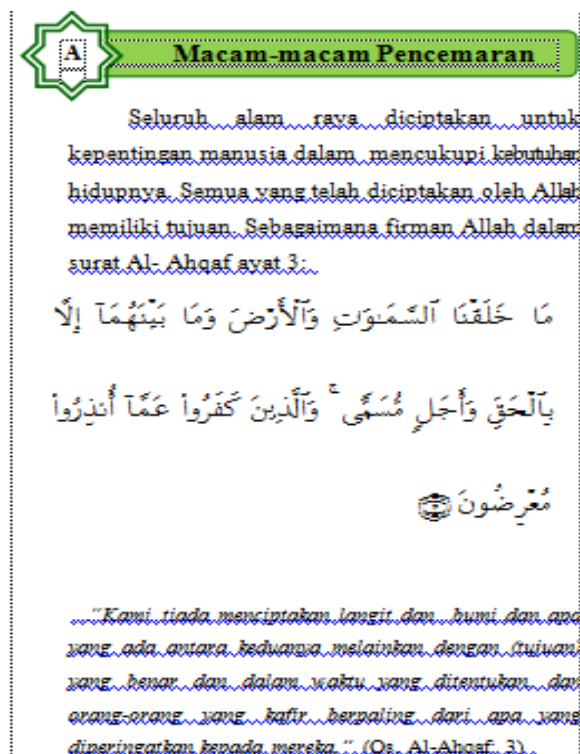 A
Macam-macam Pencemaran
Seluruh alam raya diciptakan untuk
kepentingan manusia dalam mencukupi kebutuhan
hidupnya. Semua yang telah diciptakan oleh Allah
memiliki tujuan. Sebagaimana firman Allah dalam
surat Al- Ahqaf ayat 3:
مَا خَلَقْنَا ٱلسَّمَـٰوَٰتِ وَٱلْأَرْضَ وَمَا بَيْنَهُمَآ إِلَّا
بِٱلْحَقِّ وَأَجَلٍ مُّسَمًّى ۚ وَٱلَّذِينَ كَفَرُوا۟ عَمَّآ أُنذِرُوا۟
مُعْرِضُونَ
"Kami tiada menciptakan langit dan bumi dan apa
yang ada antara keduanya melainkan dengan (tujuan)
yang benar dan dalam waktu yang ditentukan dan
orang-orang yang kafir berpaling dari apa yang
diperingatkan kepada mereka." (Qs. Al-Ahqaf: 3)